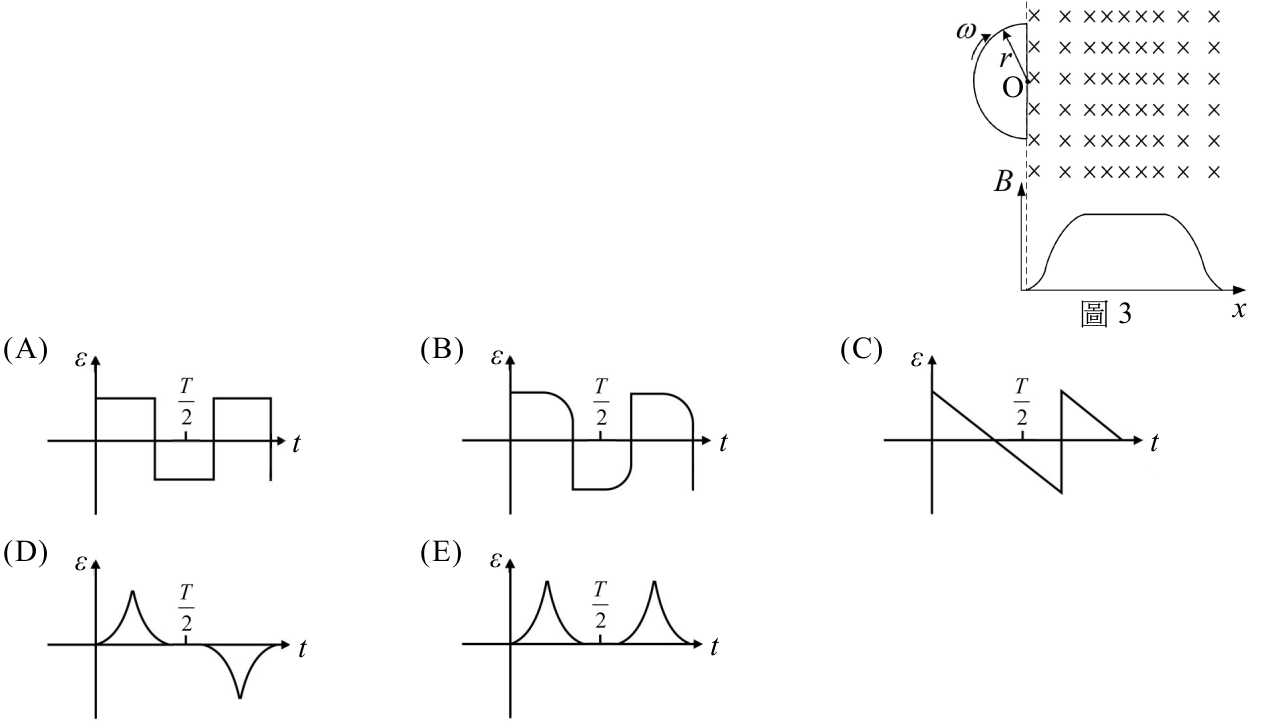 × × × × × × × × ×
ω × × × × × × × × ×
r × × × × × × × × ×
O
× × × × × × × × ×
× × × × × × × × ×
× × × × × × × × ×
B
x
圖 3
(A) ε T/2 t
(B) ε T/2 t
(C) ε T/2 t
(D) ε T/2 t
(E) ε T/2 t